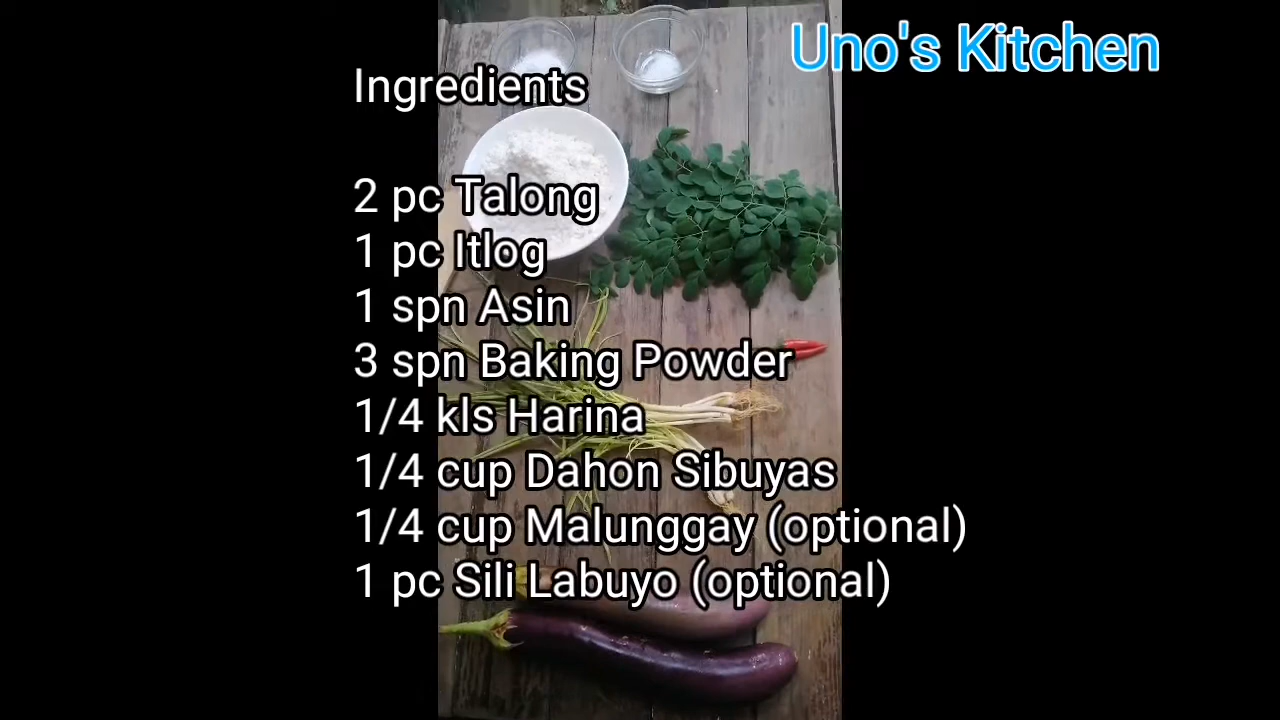 Uno's Kitchen
Ingredients
2 pc Talong
1 pc Itlog
1 spn Asin
3 spn Baking Powder
1/4 kls Harina
1/4 cup Dahon Sibuyas
1/4 cup Malunggay (optional)
1 pc Sili Labuyo (optional)